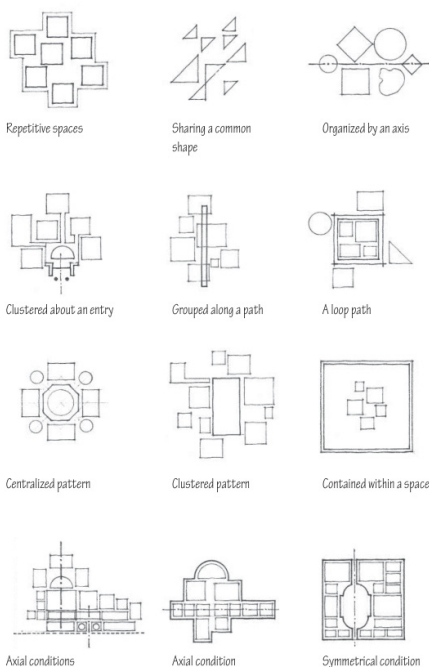 Repetitive spaces
Sharing a common
shape
Organized by an axis
Clustered about an entry
Grouped along a path
A loop path
Centralized pattern
Clustered pattern
Contained within a space
Axial conditions
Axial condition
Symmetrical condition